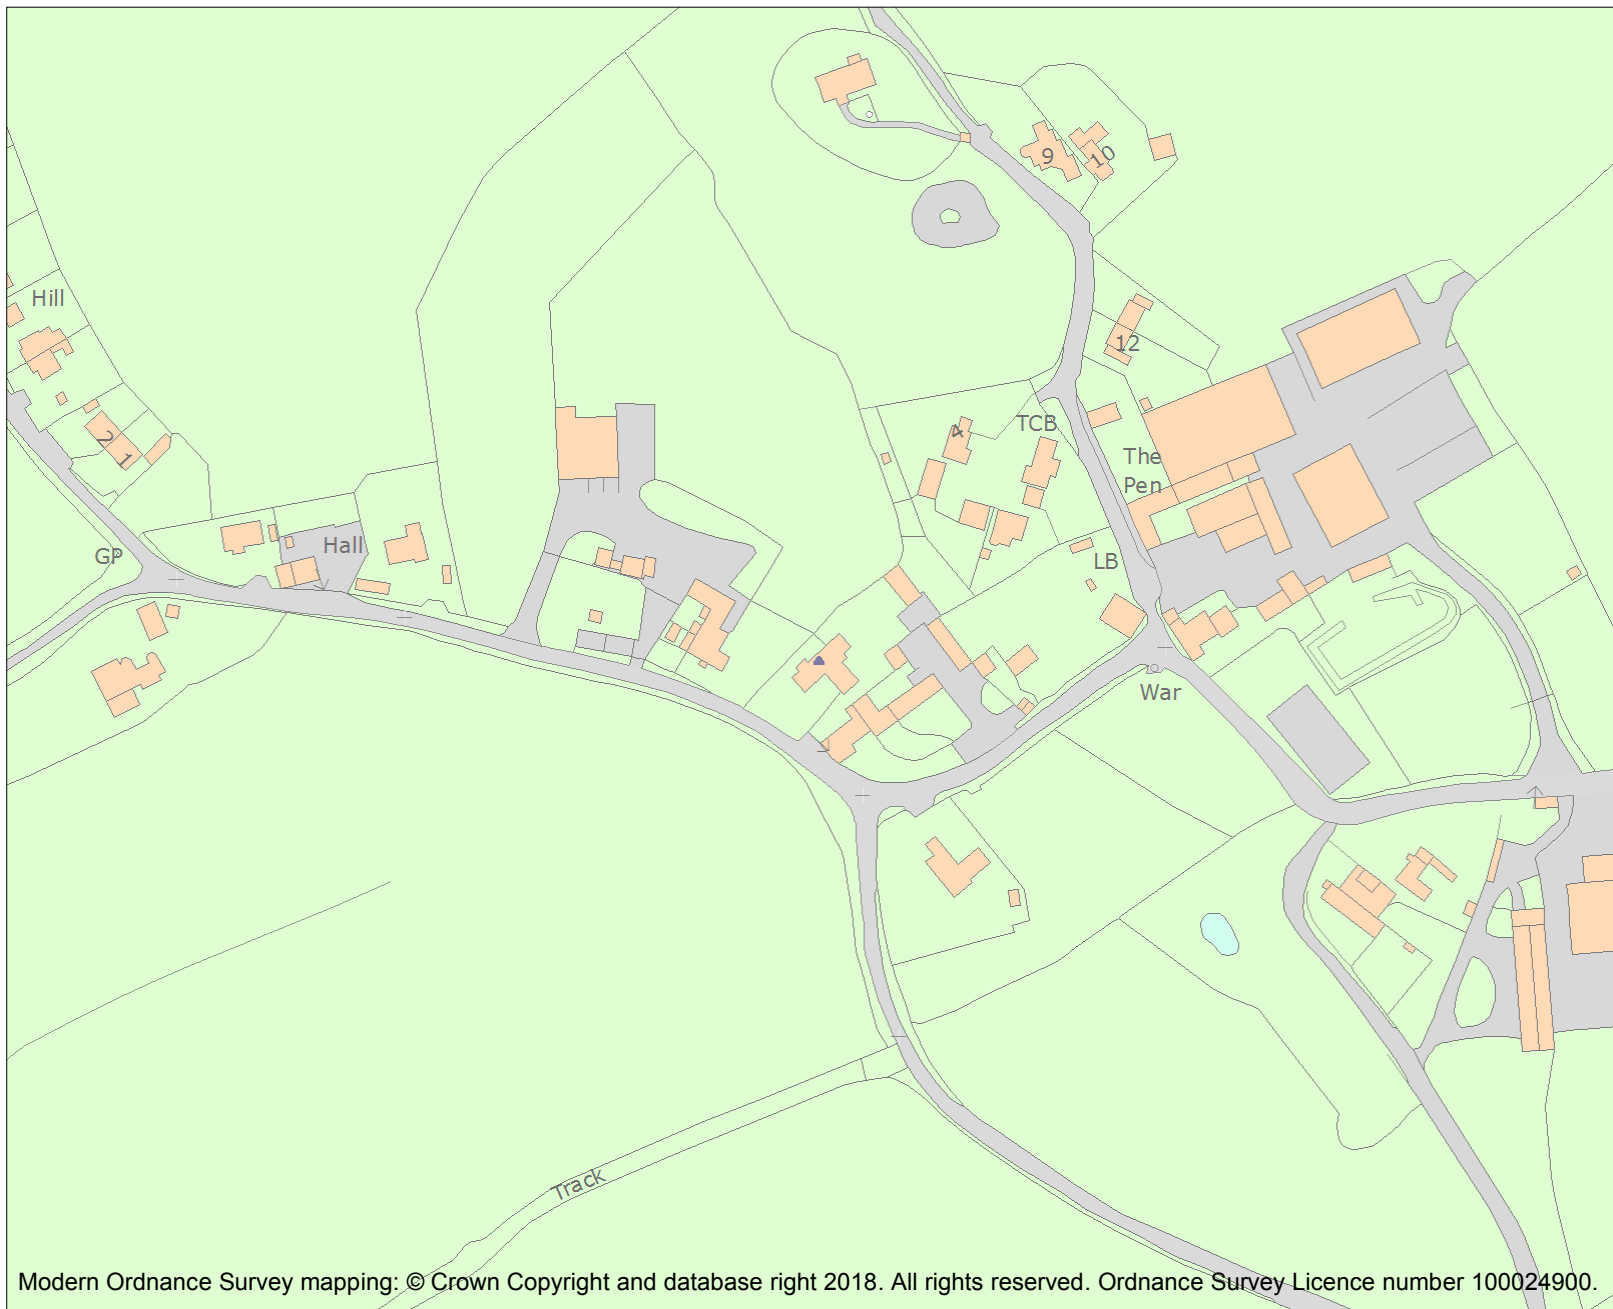 9
10
Hill
12
4
TCB
2
1
The
Pen
Hall
GP
LB
War
Track
Modern Ordnance Survey mapping: © Crown Copyright and database right 2018. All rights reserved. Ordnance Survey Licence number 100024900.